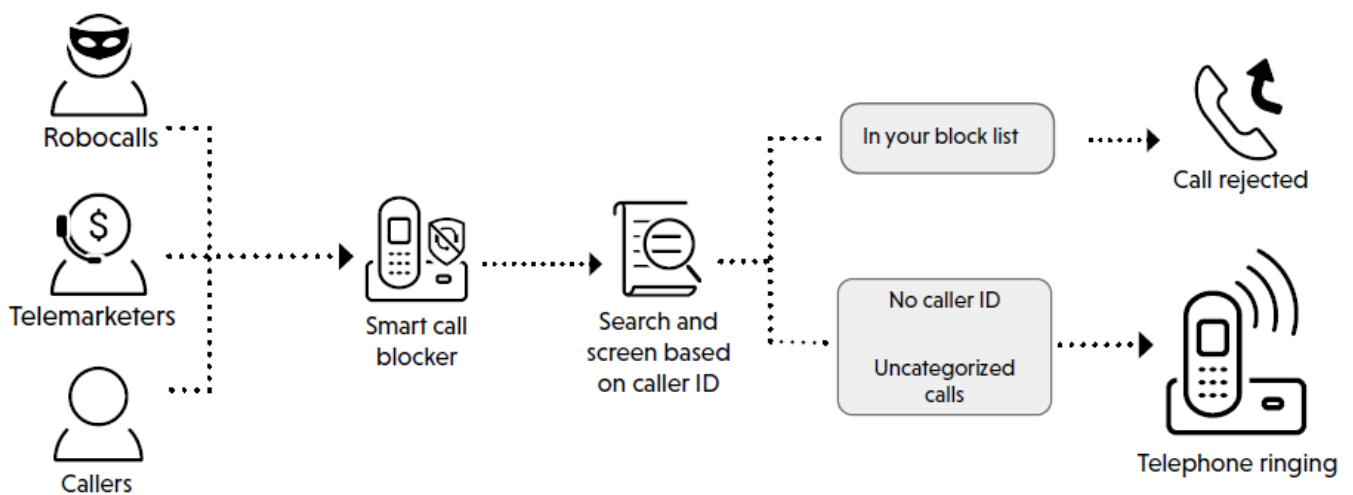 Robocalls
Telemarketers
Callers
Smart call
blocker
Search and
screen based
on caller ID
In your block list
No caller ID
Uncategorized
calls
Call rejected
Telephone ringing
$